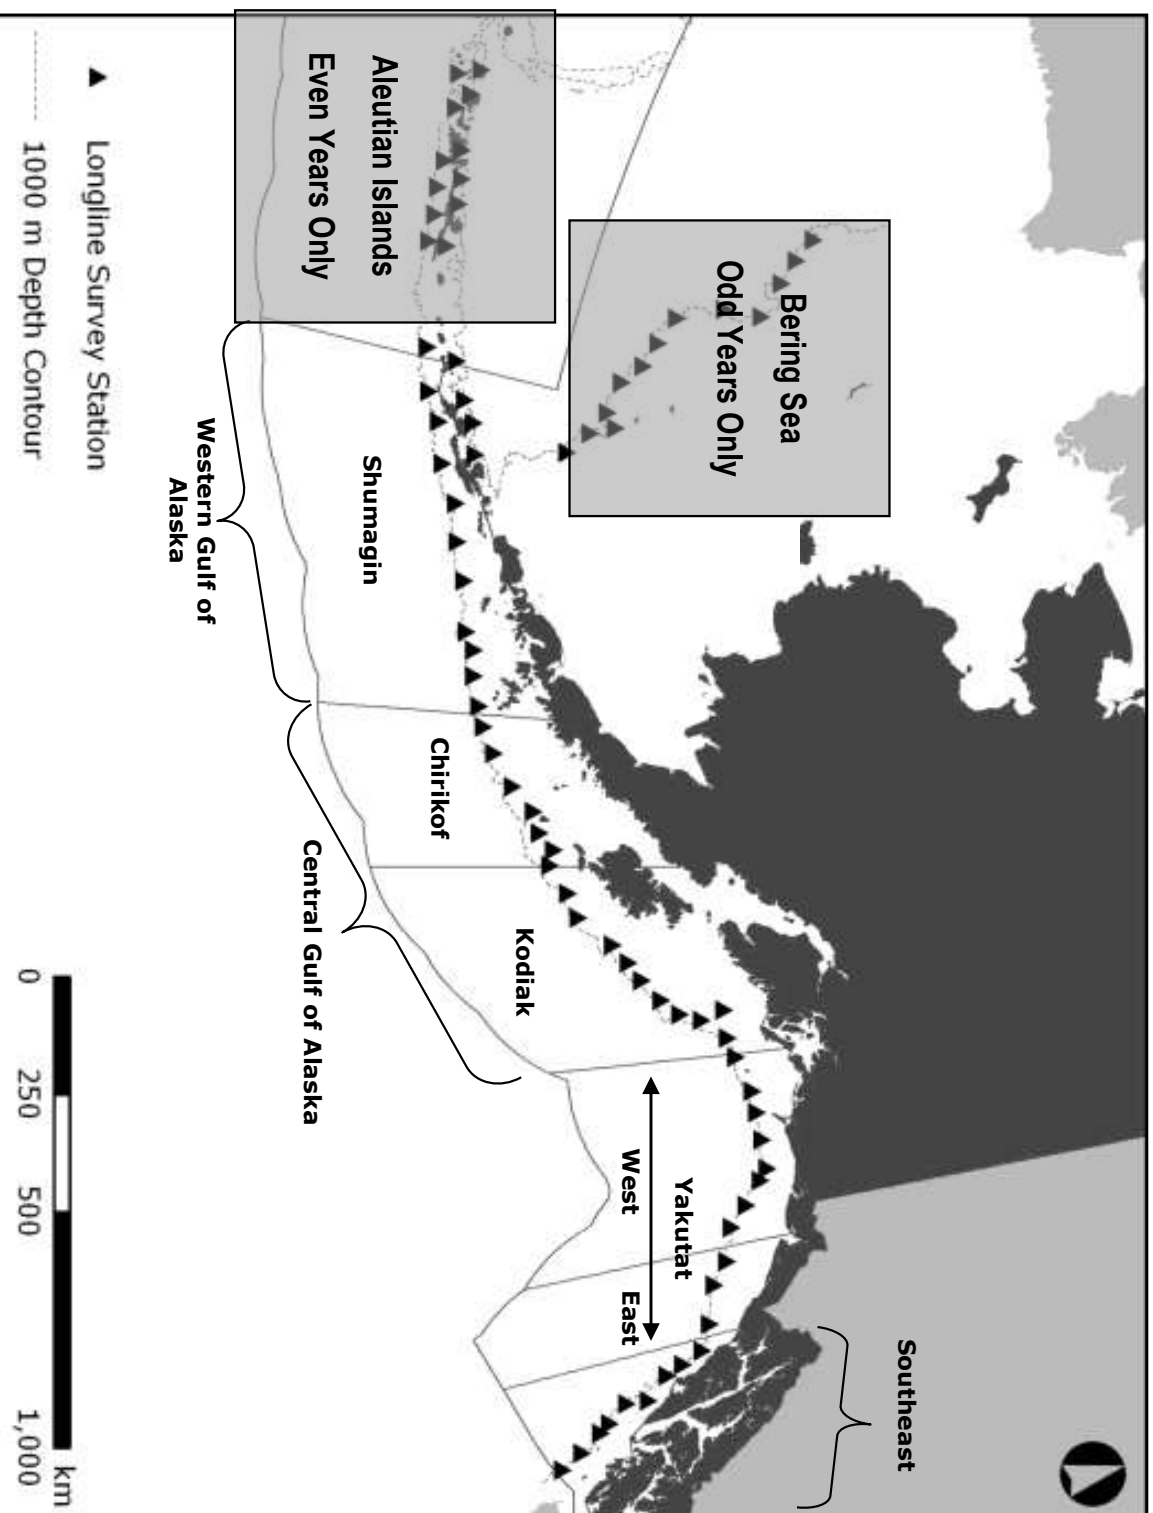 Bering Sea
Odd Years Only
Aleutian Islands
Even Years Only
Southeast
Yakutat
West
East
Kodiak
Chirikof
Shumagin
Central Gulf of Alaska
Western Gulf of
Alaska
Longline Survey Station
1000 m Depth Contour
0
250
500
1,000
km